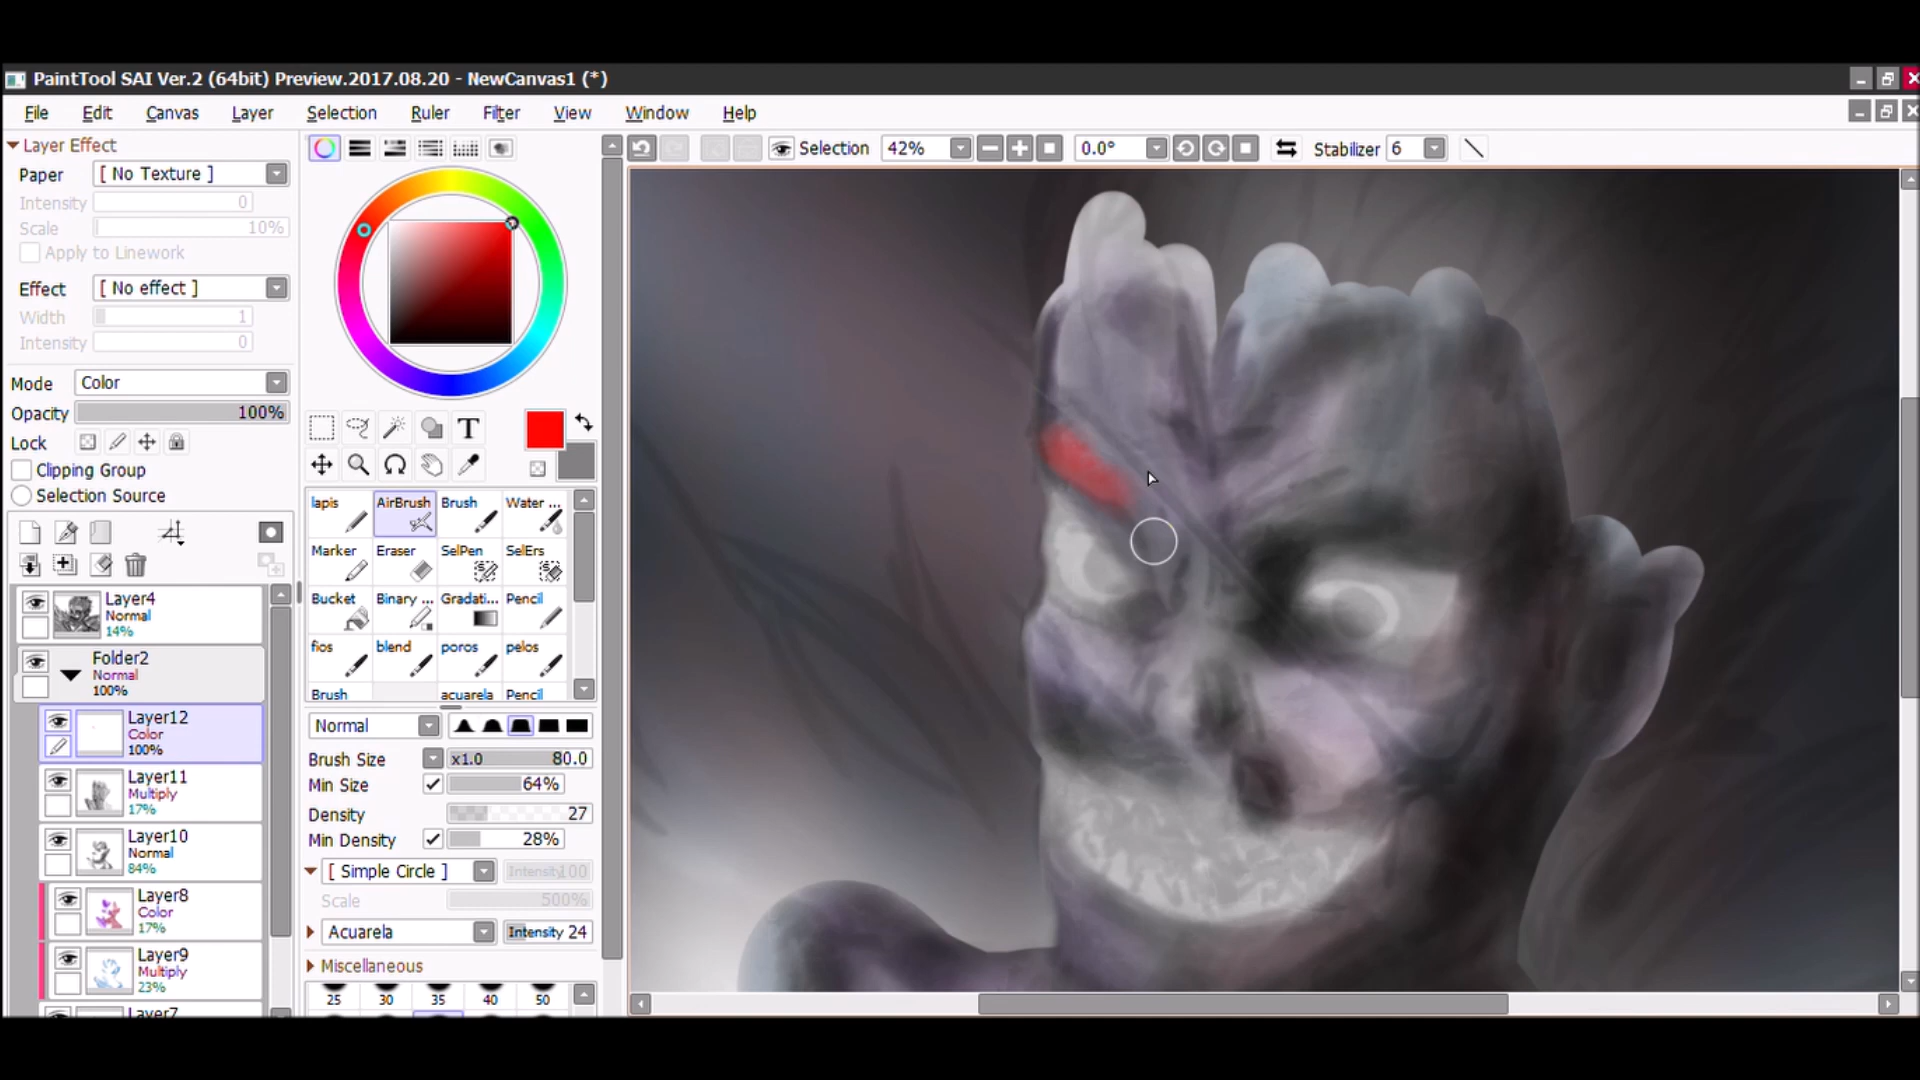 PaintTool SAI Ver.2 (64bit) Preview.2017.08.20 - NewCanvas1 (*)
File Edit Canvas Layer Selection Ruler Filter View Window Help
Selection 42% 0.0° Stabilizer 6
Layer Effect
Paper [ No Texture ]
Intensity 0
Scale 10%
Apply to Linework
Effect [ No effect ]
Width 1
Intensity 0
Mode Color
Opacity 100%
Lock
Clipping Group
Selection Source
Layer4
Normal
14%
Folder2
Normal
100%
Layer12
Color
100%
Layer11
Multiply
17%
Layer10
Normal
84%
Layer8
Color
17%
Layer9
Multiply
23%
Layer7
T
lapis AirBrush Brush Water ...
Marker Eraser SelPen SelErs
Bucket Binary ... Gradati... Pencil
fios blend poros pelos
Brush acuarela Pencil
Normal
Brush Size x1.0 80.0
Min Size 64%
Density 27
Min Density 28%
[ Simple Circle ] Intensity 100
Scale 500%
Acuarela Intensity 24
Miscellaneous
25 30 35 40 50